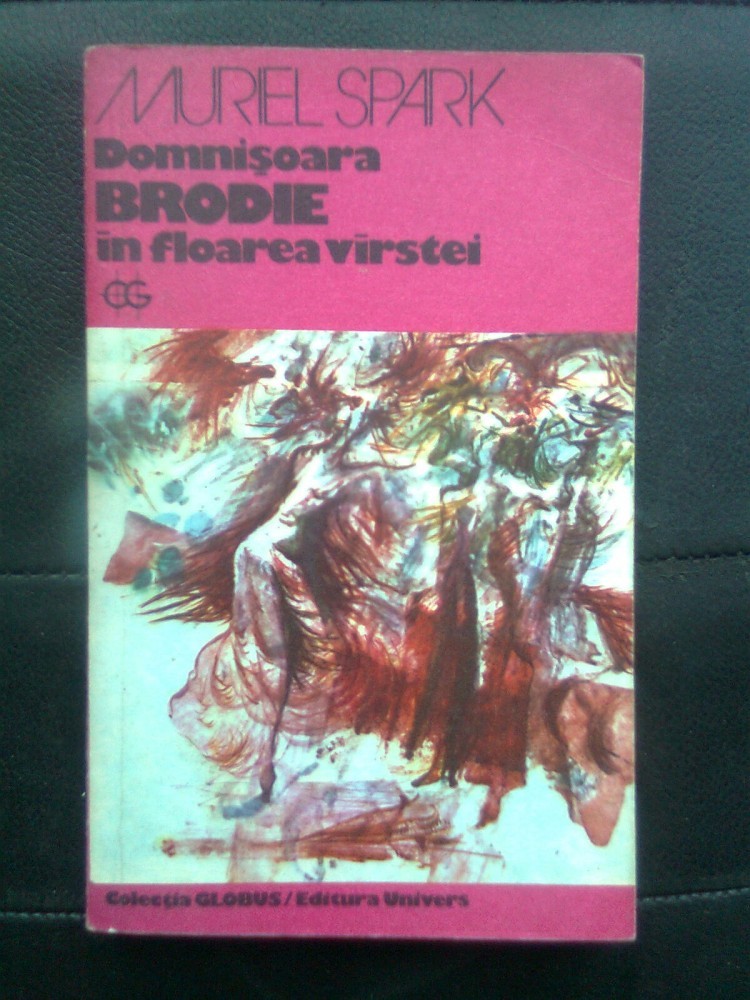 MURIEL SPARK
Domnişoara
BRODIE
în floarea vîrstei
CG
Colecţia GLOBUS/Editura Univers